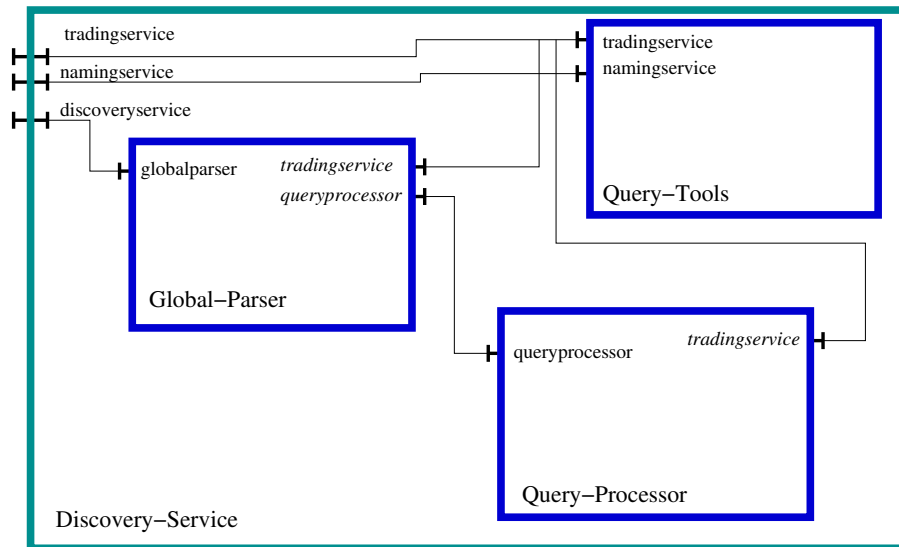 tradingservice
namingservice
discoveryservice
tradingservice
namingservice
Query−Tools
globalparser
tradingservice
queryprocessor
Global−Parser
queryprocessor
tradingservice
Query−Processor
Discovery−Service